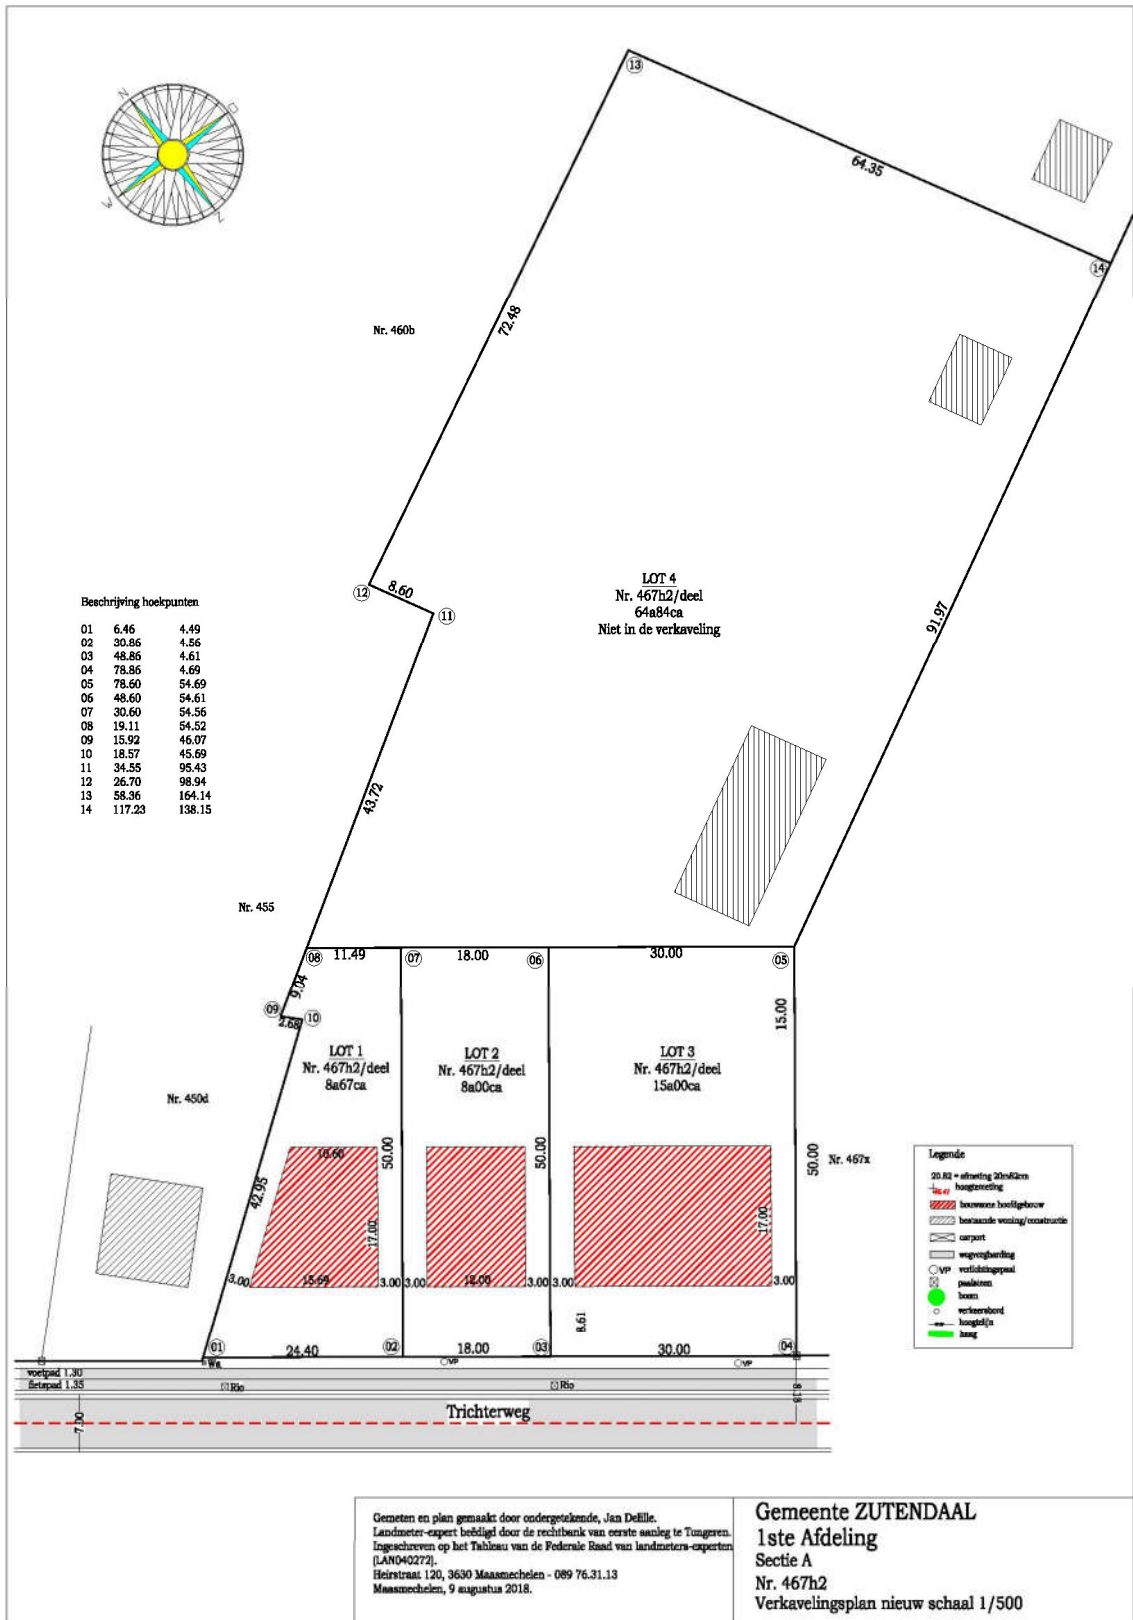 N
O
W
Z
13
64.35
14
72.48
Nr. 460b
12
8.60
11
LOT 4
Nr. 467h2/deel
64a84ca
Niet in de verkaveling
91.97
Beschrijving hoekpunten
01 6.46 4.49
02 30.86 4.56
03 48.86 4.61
04 78.86 4.69
05 78.60 54.69
06 48.60 54.61
07 30.60 54.56
08 19.11 54.52
09 15.92 46.07
10 18.57 45.69
11 34.55 95.43
12 26.70 98.94
13 58.36 164.14
14 117.23 138.15
43.72
Nr. 455
08 11.49 07 18.00 06 30.00 05
9.04
09
2.68
10
15.00
LOT 1
Nr. 467h2/deel
8a67ca
LOT 2
Nr. 467h2/deel
8a00ca
LOT 3
Nr. 467h2/deel
15a00ca
Nr. 450d
10.60
50.00
50.00
50.00
Nr. 467x
42.95
17.00
17.00
3.00 15.69 3.00 3.00 12.00 3.00 3.00 3.00
8.61
01 24.40 02 18.00 03 30.00 04
Wa
VP
VP
voetpad 1.30
fietspad 1.35
Rio
Rio
8.18
7.00
Trichterweg
Legende
20.82 = afmeting 20m82cm
hoogtemeting
bouwzone hoofdgebouw
bestaande woning/constructie
carport
wegverharding
VP verlichtingspaal
paalsteen
boom
verkeersbord
hoogtelijn
haag
Gemeten en plan gemaakt door ondergetekende, Jan Delille.
Landmeter-expert beëdigd door de rechtbank van eerste aanleg te Tongeren.
Ingeschreven op het Tableau van de Federale Raad van landmeters-experten
(LAN040272).
Heirstraat 120, 3630 Maasmechelen - 089 76.31.13
Maasmechelen, 9 augustus 2018.
Gemeente ZUTENDAAL
1ste Afdeling
Sectie A
Nr. 467h2
Verkavelingsplan nieuw schaal 1/500